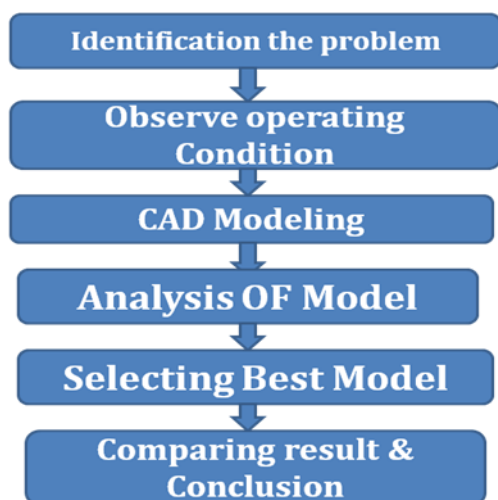 Identification the problem
Observe operating
Condition
CAD Modeling
Analysis OF Model
Selecting Best Model
Comparing result &
Conclusion